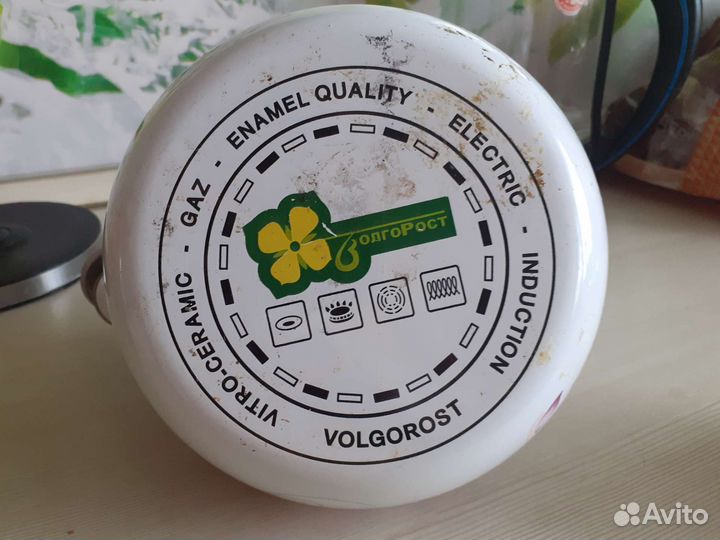 VITRO-CERAMIC - GAZ - ENAMEL QUALITY - ELECTRIC - INDUCTION
ВолгоРост
VOLGOROST
Avito